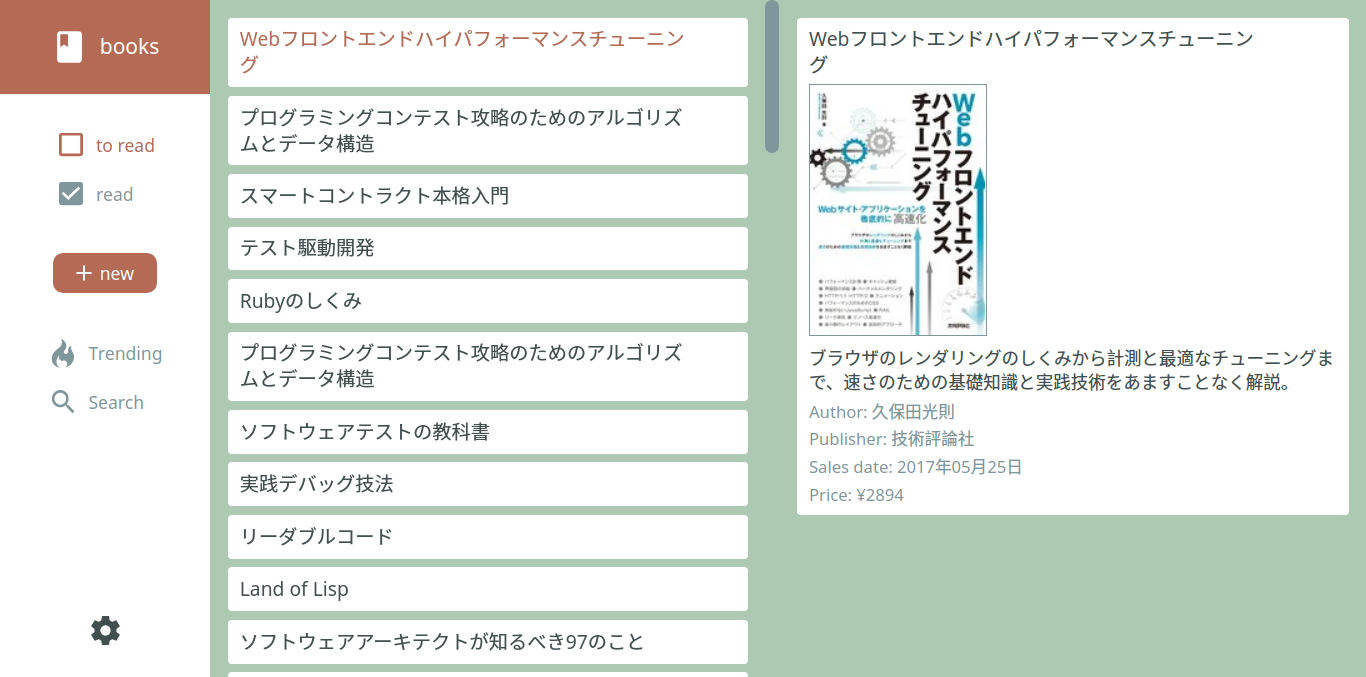 books
to read
read
+ new
Trending
Search
Webフロントエンドハイパフォーマンスチューニン
グ
プログラミングコンテスト攻略のためのアルゴリズ
ムとデータ構造
スマートコントラクト本格入門
テスト駆動開発
Rubyのしくみ
プログラミングコンテスト攻略のためのアルゴリズ
ムとデータ構造
ソフトウェアテストの教科書
実践デバッグ技法
リーダブルコード
Land of Lisp
ソフトウェアアーキテクトが知るべき97のこと
Webフロントエンドハイパフォーマンスチューニン
グ
Webフロントエンド
ハイパフォーマンス
チューニング
久保田光則 著
Webサイト・アプリケーションを
徹底的に高速化
技術評論社
ブラウザのレンダリングのしくみから計測と最適なチューニングま
で、速さのための基礎知識と実践技術をあますことなく解説。
Author: 久保田光則
Publisher: 技術評論社
Sales date: 2017年05月25日
Price: ¥2894